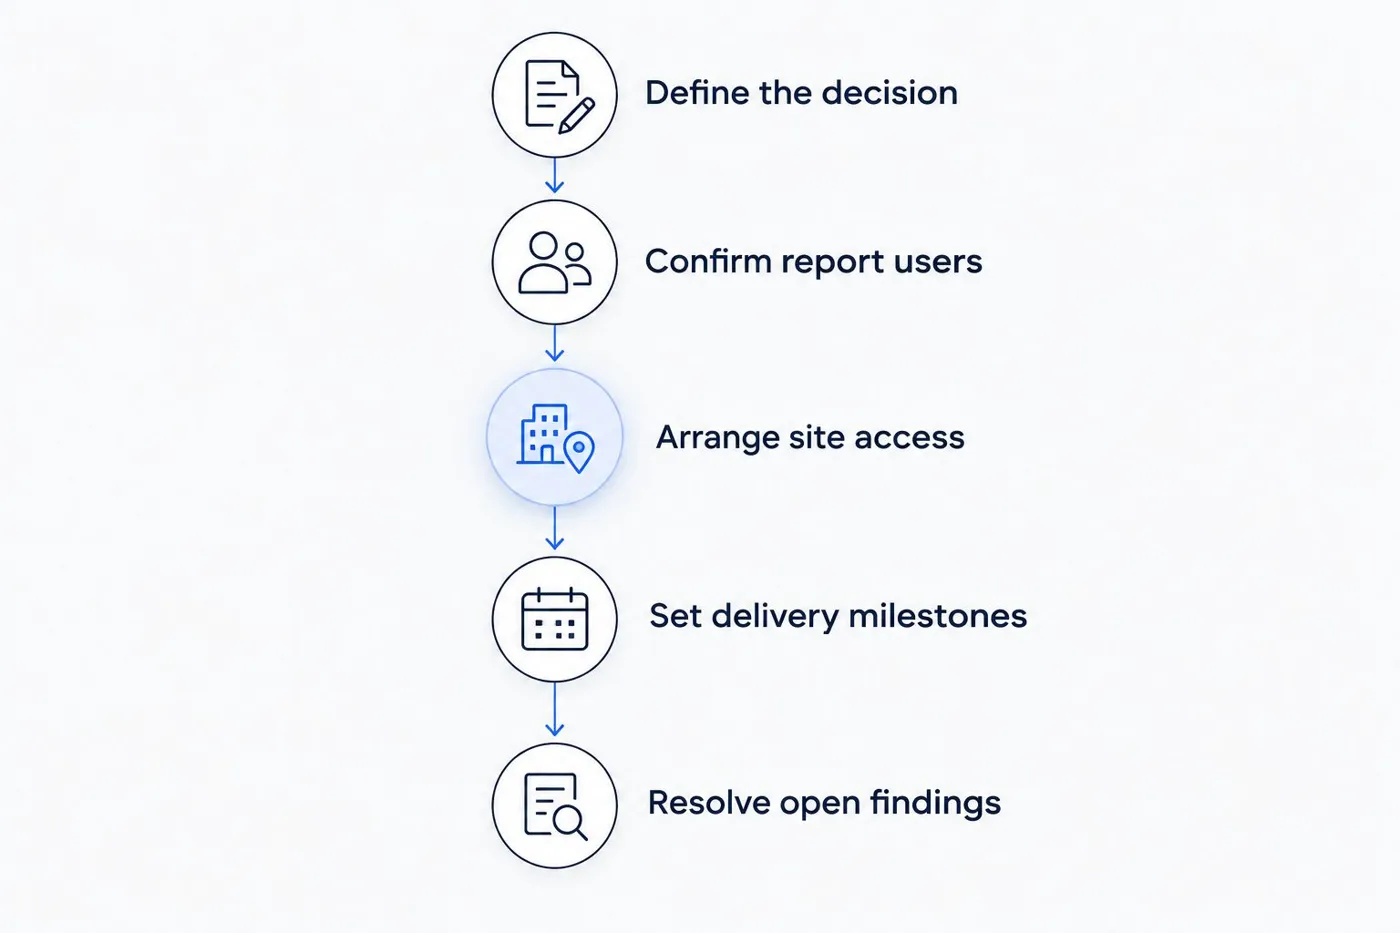 Define the decision
Confirm report users
Arrange site access
Set delivery milestones
Resolve open findings